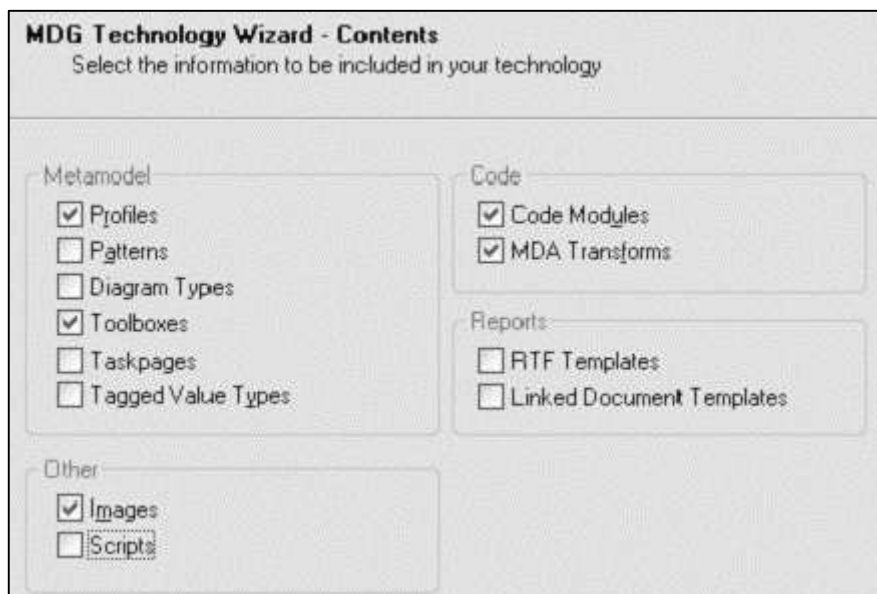 MDG Technology Wizard - Contents
Select the information to be included in your technology
Metamodel
Profiles
Patterns
Diagram Types
Toolboxes
Taskpages
Tagged Value Types
Code
Code Modules
MDA Transforms
Reports
RTF Templates
Linked Document Templates
Other
Images
Scripts